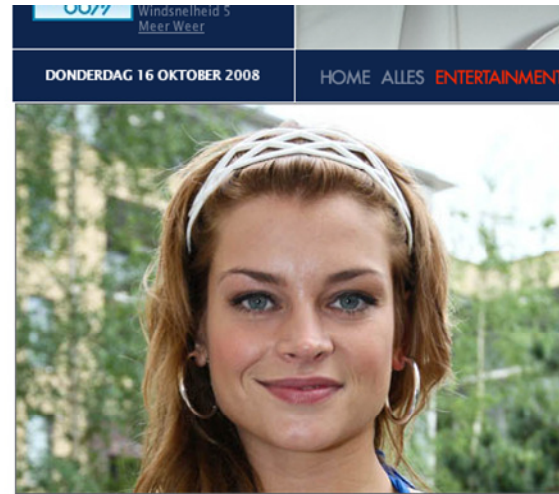 Windsnelheid 5
Meer Weer
DONDERDAG 16 OKTOBER 2008
HOME ALLES ENTERTAINMENT